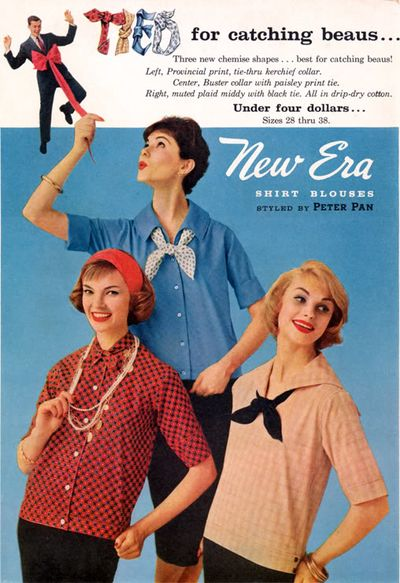 TIED for catching beaus...
Three new chemise shapes . . . best for catching beaus!
Left, Provincial print, tie-thru kerchief collar.
Center, Buster collar with paisley print tie.
Right, muted plaid middy with black tie. All in drip-dry cotton.
Under four dollars...
Sizes 28 thru 38.
New Era
SHIRT BLOUSES
STYLED BY PETER PAN